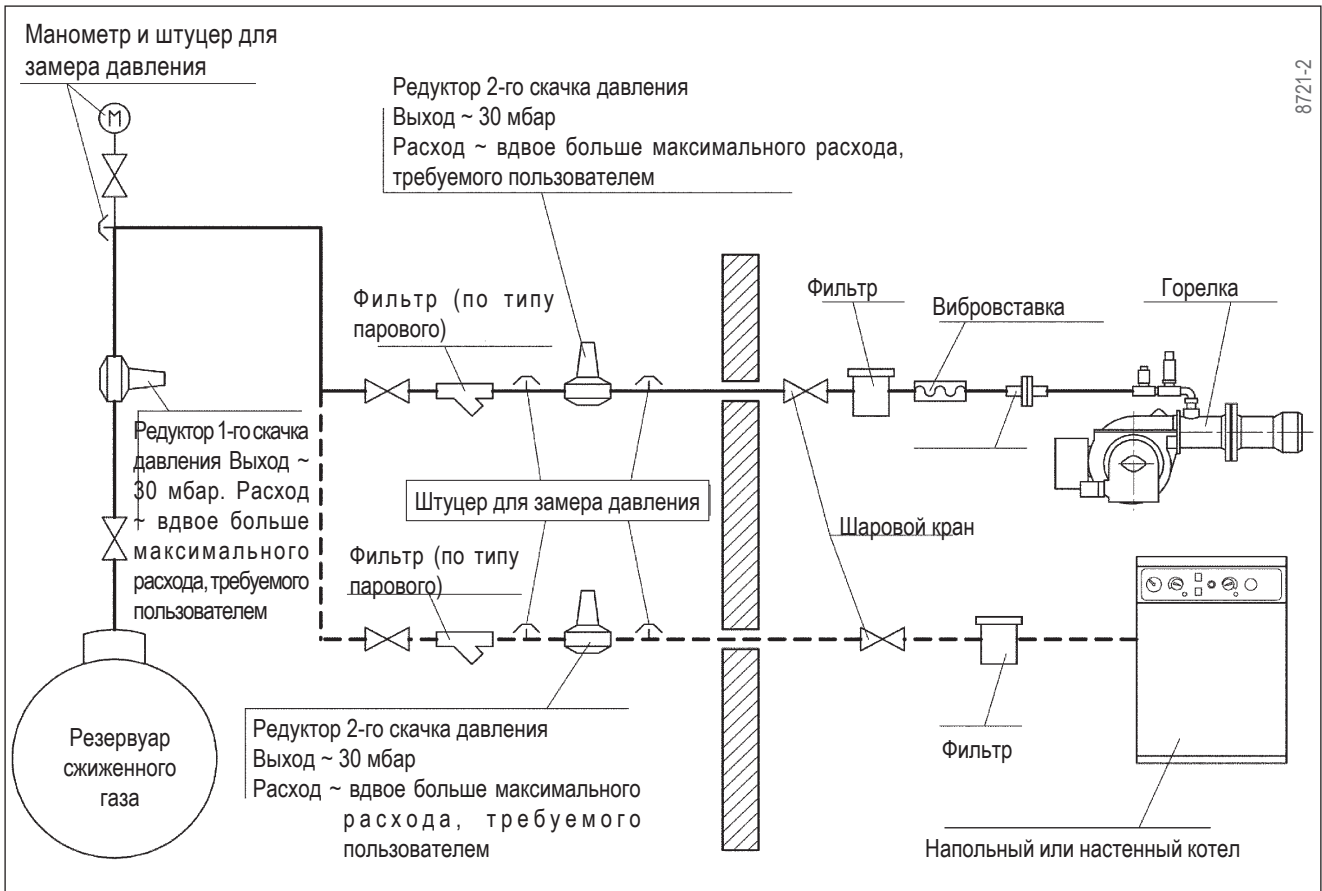 Манометр и штуцер для
замера давления
М
8721-2
Редуктор 2-го скачка давления
Выход ~ 30 мбар
Расход ~ вдвое больше максимального расхода,
требуемого пользователем
Фильтр (по типу
парового)
Фильтр
Вибровставка
Горелка
Редуктор 1-го скачка
давления Выход ~
30 мбар. Расход
~ вдвое больше
максимального
расхода, требуемого
пользователем
Штуцер для замера давления
Шаровой кран
Фильтр (по типу
парового)
Резервуар
сжиженного
газа
Редуктор 2-го скачка давления
Выход ~ 30 мбар
Расход ~ вдвое больше максимального
расхода, требуемого
пользователем
Фильтр
Напольный или настенный котел